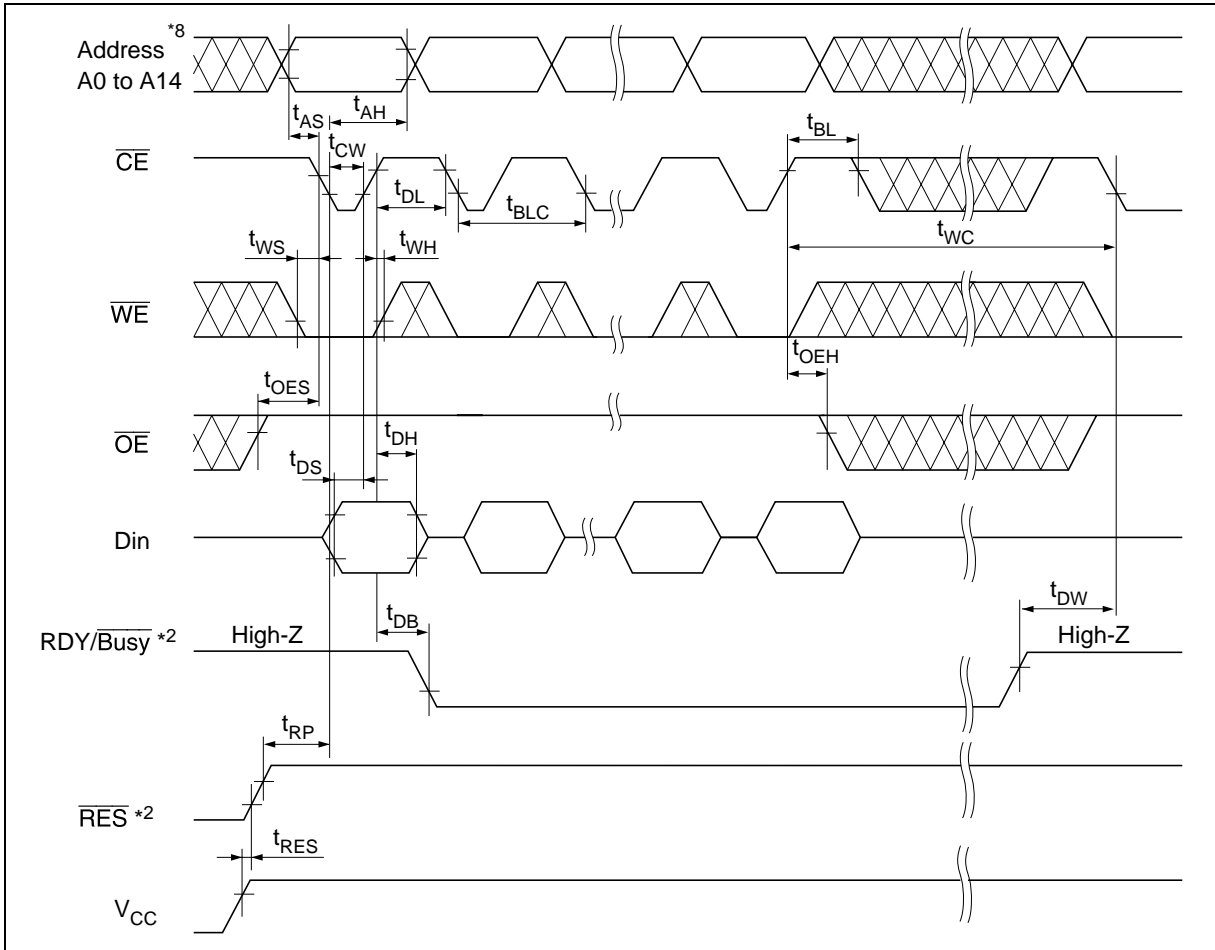 *8
Address
A0 to A14
tAS
tAH
tBL
CE
tCW
tDL
tBLC
tWC
tWS
tWH
WE
tOEH
tOES
OE
tDH
tDS
Din
tDB
tDW
RDY/Busy *2
High-Z
High-Z
tRP
RES *2
tRES
VCC